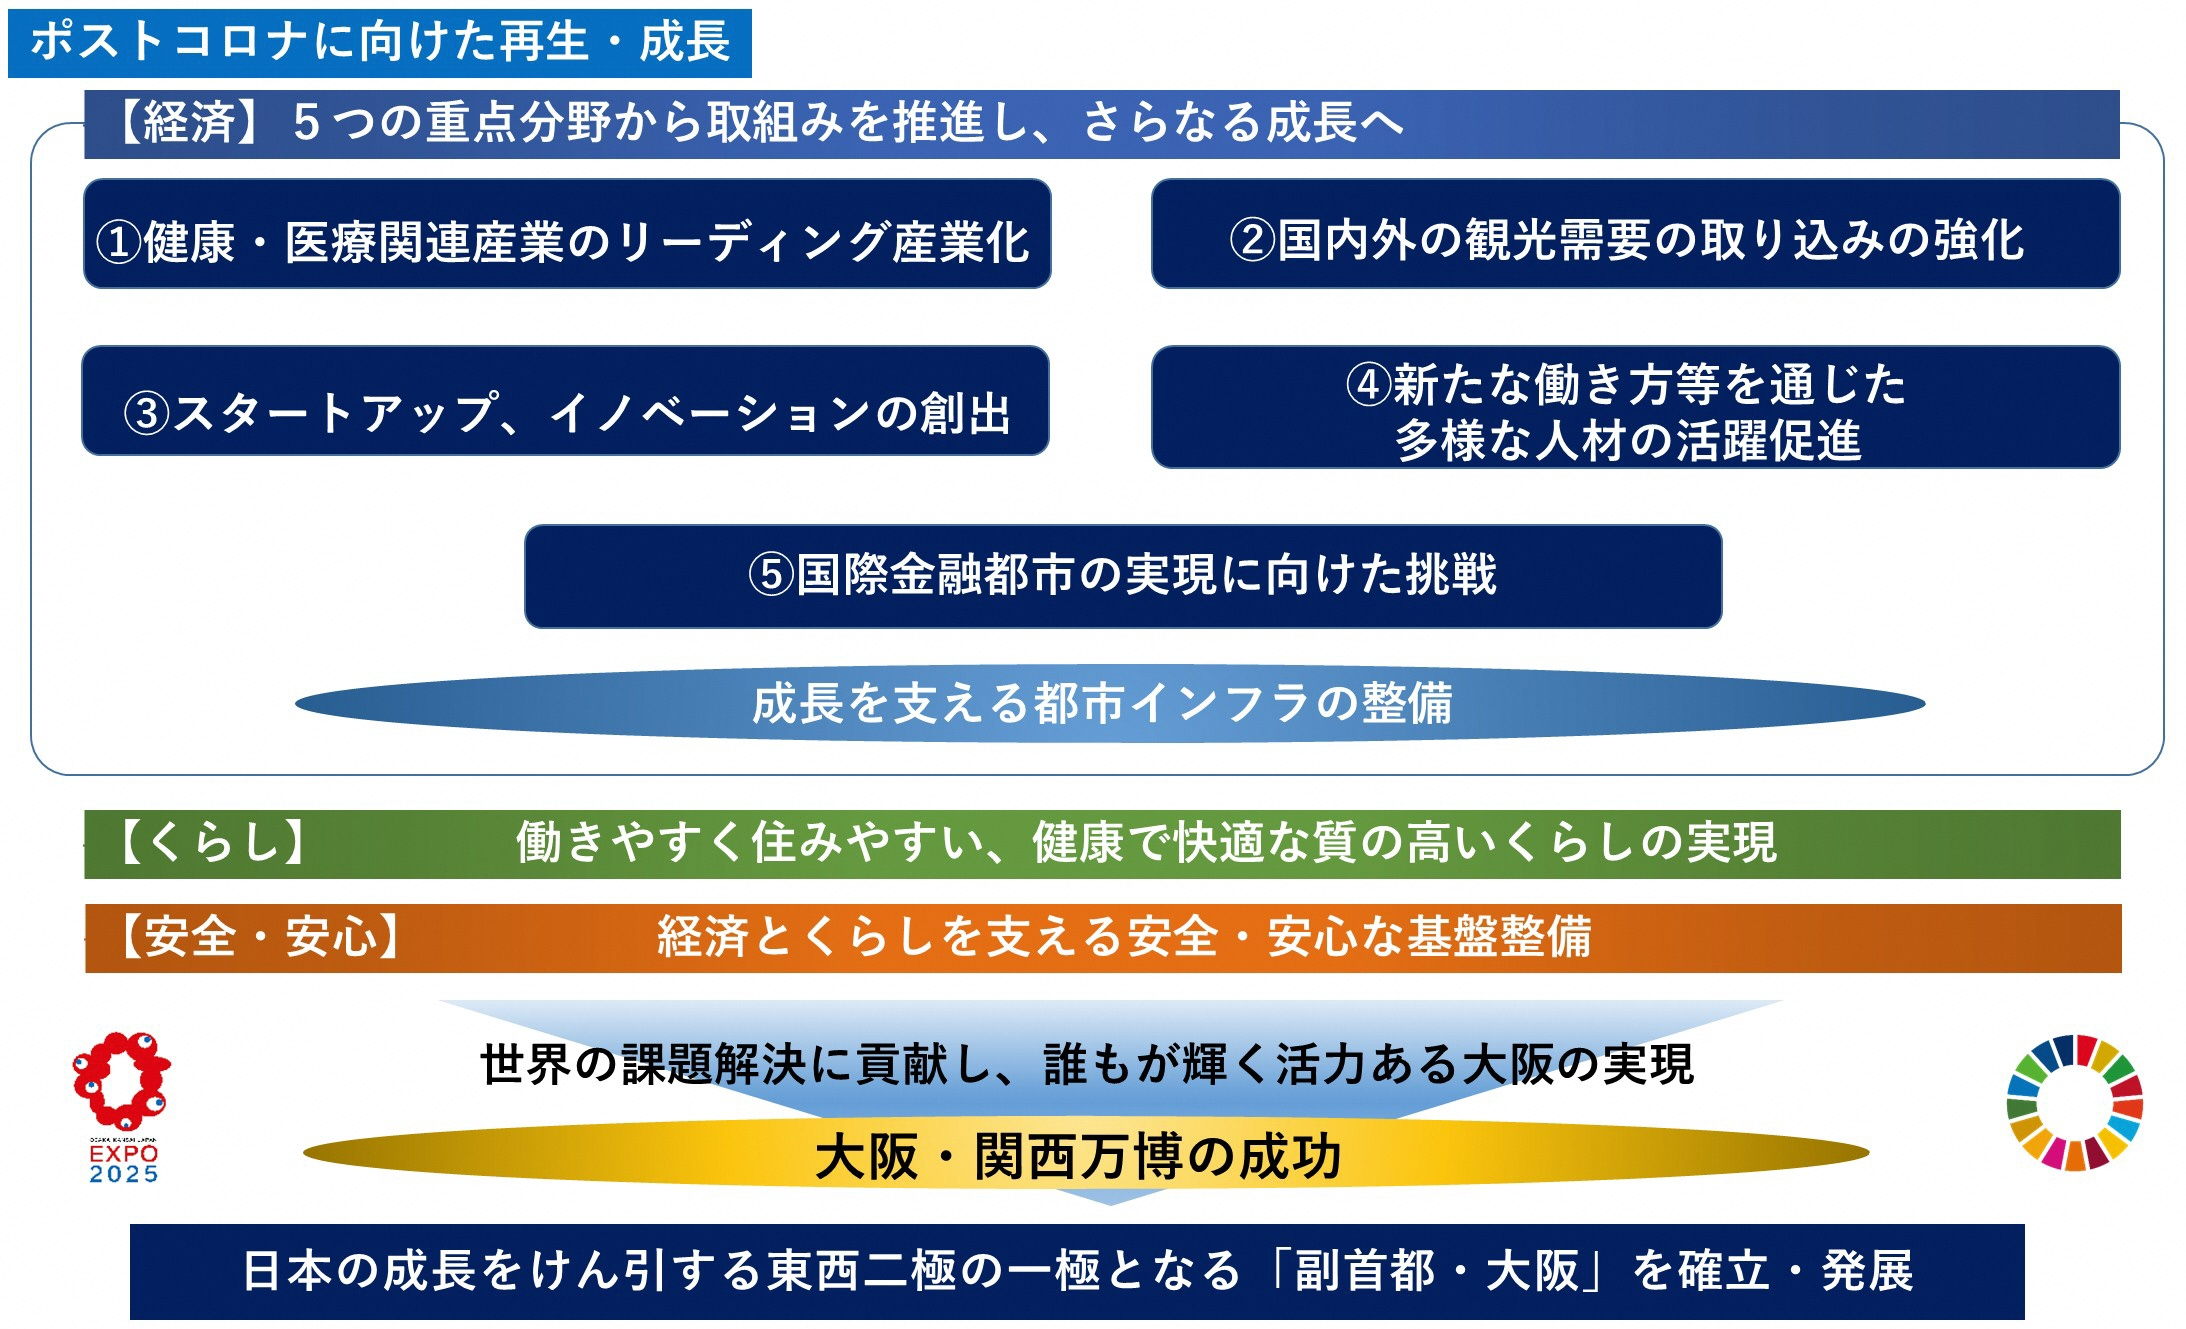 ポストコロナに向けた再生・成長
【経済】５つの重点分野から取組みを推進し、さらなる成長へ
①健康・医療関連産業のリーディング産業化
②国内外の観光需要の取り込みの強化
③スタートアップ、イノベーションの創出
④新たな働き方等を通じた
多様な人材の活躍促進
⑤国際金融都市の実現に向けた挑戦
成長を支える都市インフラの整備
【くらし】 働きやすく住みやすい、健康で快適な質の高いくらしの実現
【安全・安心】 経済とくらしを支える安全・安心な基盤整備
世界の課題解決に貢献し、誰もが輝く活力ある大阪の実現
大阪・関西万博の成功
OSAKA, KANSAI, JAPAN
EXPO
2025
日本の成長をけん引する東西二極の一極となる「副首都・大阪」を確立・発展